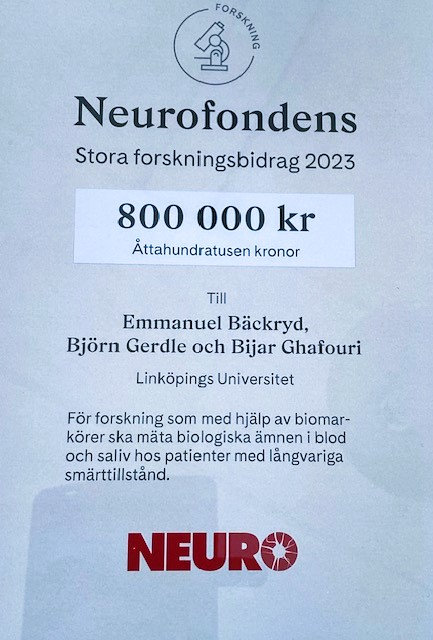 FORSKNING
Neurofondens
Stora forskningsbidrag 2023
800 000 kr
Åttahundratusen kronor
Till
Emmanuel Bäckryd,
Björn Gerdle och Bijar Ghafouri
Linköpings Universitet
För forskning som med hjälp av biomar-
körer ska mäta biologiska ämnen i blod
och saliv hos patienter med långvariga
smärttillstånd.
NEURO